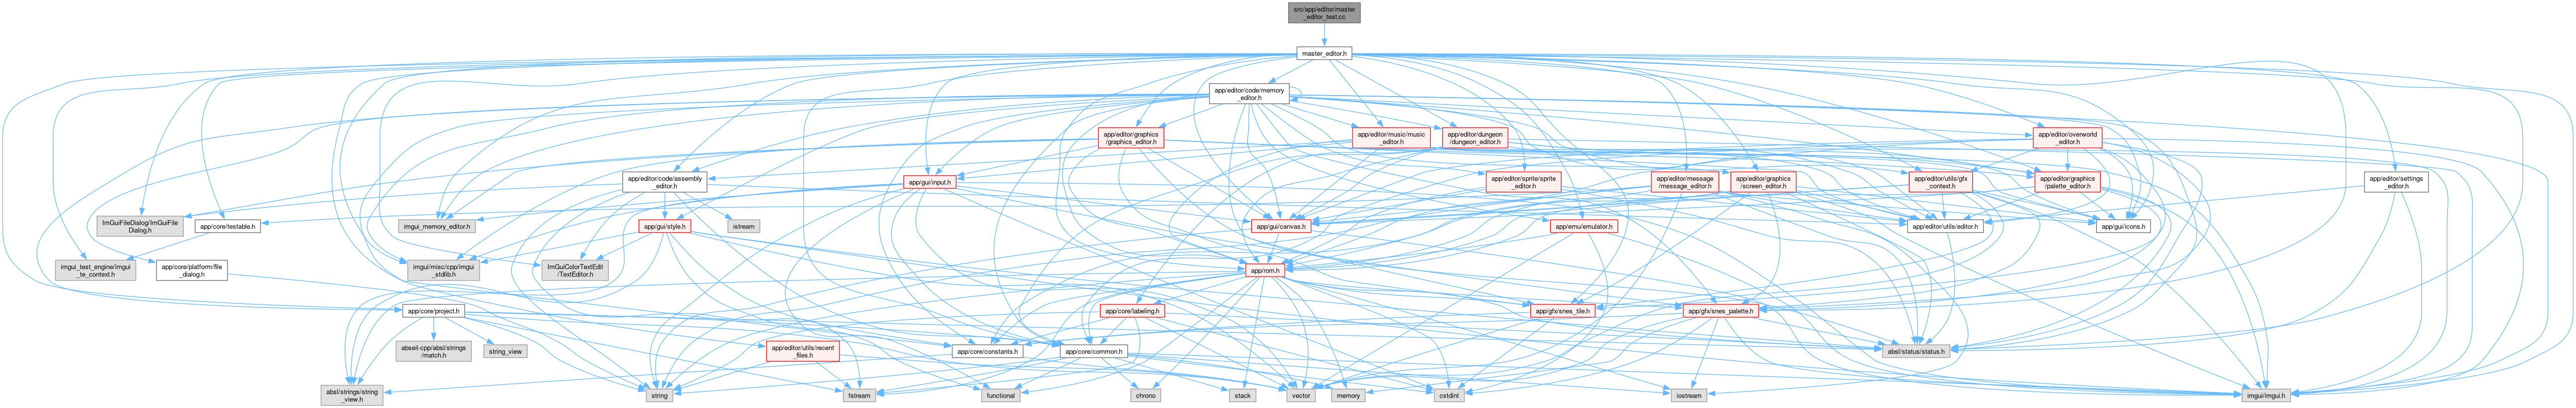 src/app/editor/master
_editor_test.cc
master_editor.h
app/editor/code/memory
_editor.h
app/editor/graphics
/graphics_editor.h
app/editor/music/music
_editor.h
app/editor/dungeon
/dungeon_editor.h
app/editor/overworld
_editor.h
app/editor/code/assembly
_editor.h
app/gui/input.h
app/editor/sprite/sprite
_editor.h
app/editor/message
/message_editor.h
app/editor/graphics
/screen_editor.h
app/editor/utils/gfx
_context.h
app/editor/graphics
/palette_editor.h
app/editor/settings
_editor.h
ImGuiFileDialog/ImGuiFile
Dialog.h
app/core/testable.h
imgui_memory_editor.h
app/gui/style.h
istream
app/gui/canvas.h
app/emu/emulator.h
app/editor/utils/editor.h
app/gui/icons.h
imgui_test_engine/imgui
_te_context.h
app/core/platform/file
_dialog.h
imgui/misc/cpp/imgui
_stdlib.h
ImGuiColorTextEdit
/TextEditor.h
app/rom.h
app/core/project.h
app/core/labeling.h
app/gfx/snes_tile.h
app/gfx/snes_palette.h
abseil-cpp/absl/strings
/match.h
string_view
app/editor/utils/recent
_files.h
app/core/constants.h
app/core/common.h
absl/status/status.h
absl/strings/string
_view.h
string
fstream
functional
chrono
stack
vector
memory
cstdint
iostream
imgui/imgui.h